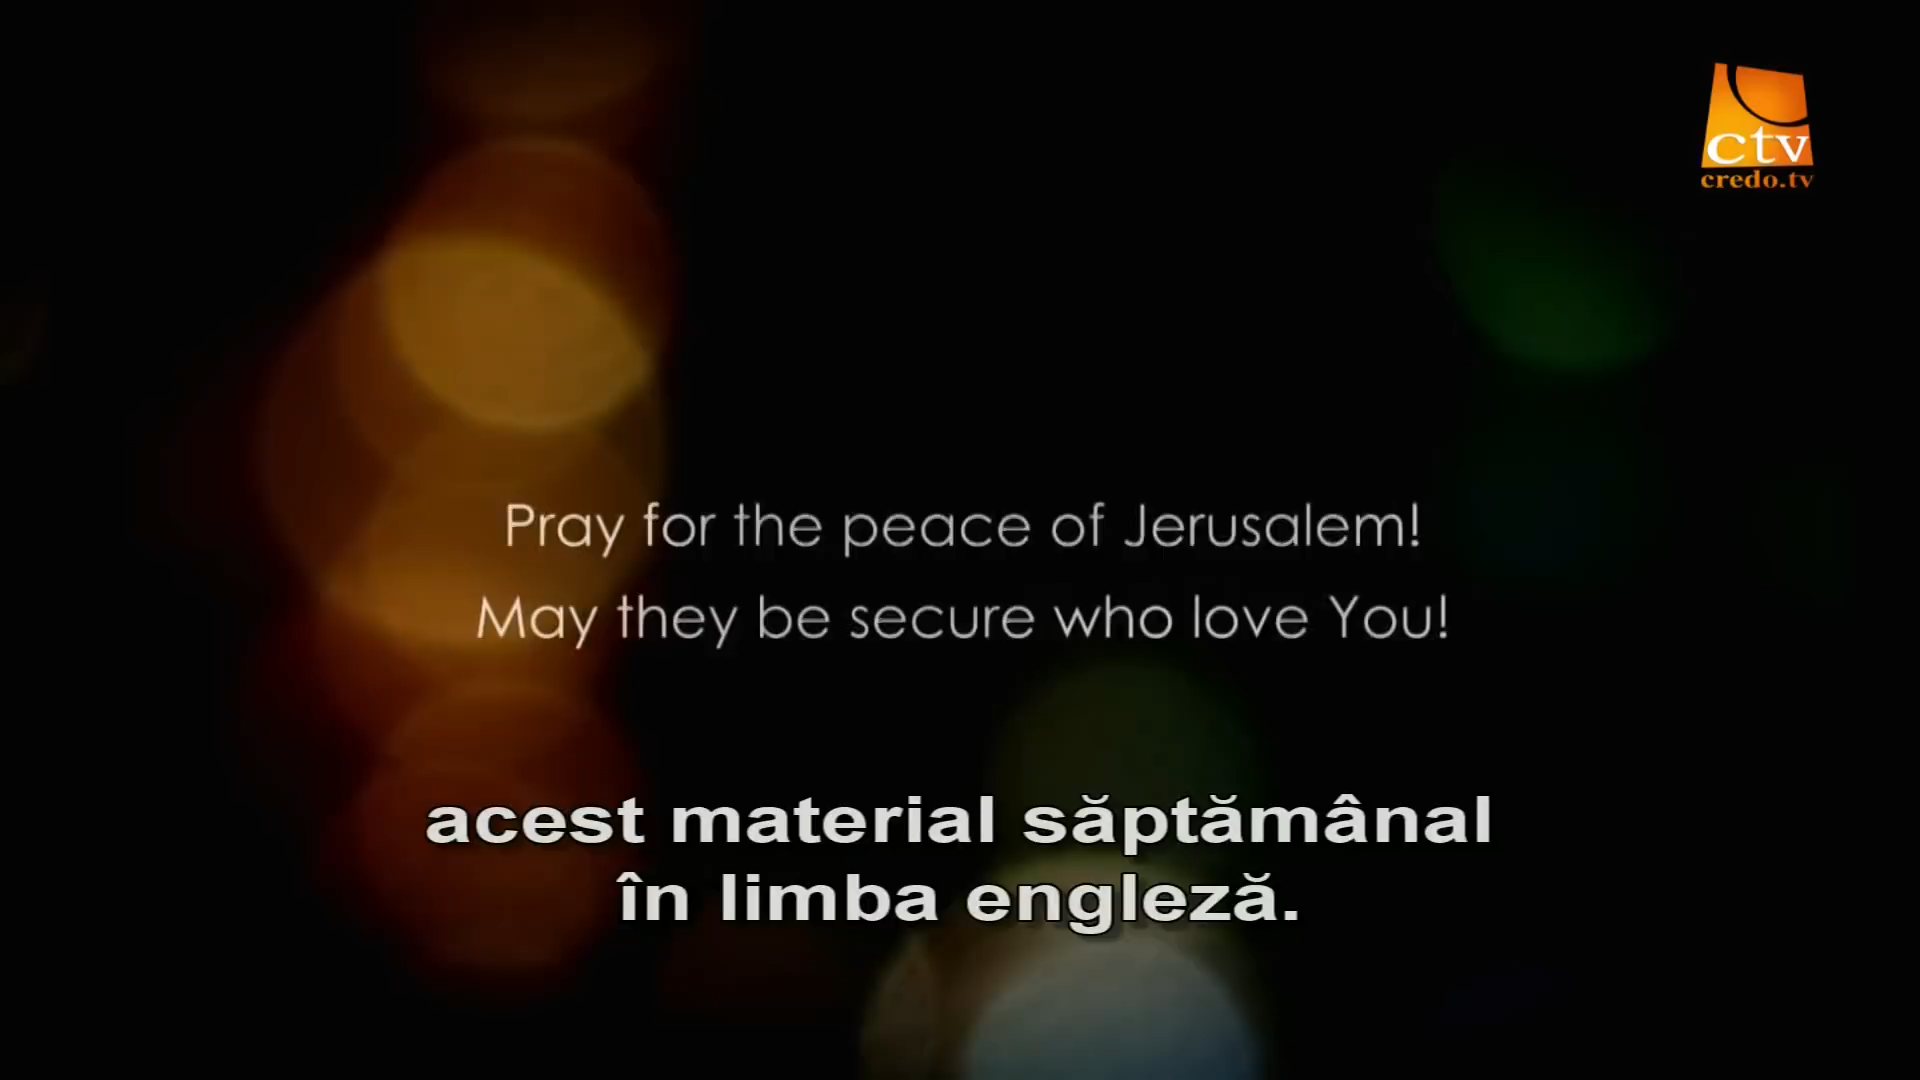 ctv
credo.tv
Pray for the peace of Jerusalem!
May they be secure who love You!
acest material săptămânal
în limba engleză.